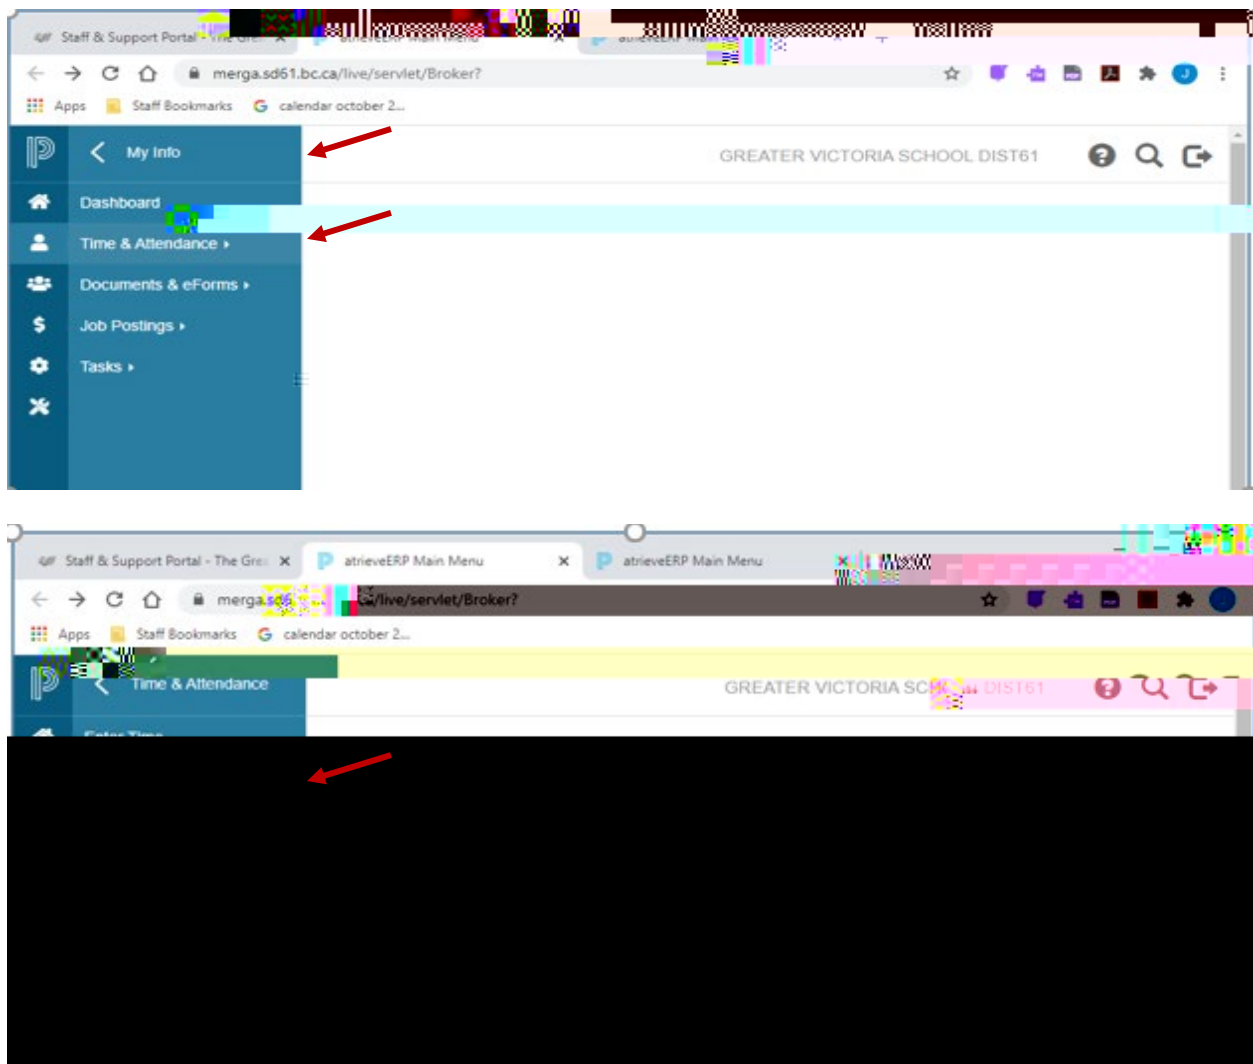 Staff & Support Portal - The Gre
merga.sd61.bc.ca/live/servlet/Broker?
Apps Staff Bookmarks G calendar october 2...
My Info
GREATER VICTORIA SCHOOL DIST61
Dashboard
Time & Attendance
Documents & eForms
$ Job Postings
Tasks
Staff & Support Portal - The Gre: atrieveERP Main Menu atrieveERP Main Menu
/live/servlet/Broker?
Apps Staff Bookmarks G calendar october 2...
Time & Attendance
GREATER VICTORIA DIST61
Enter Time